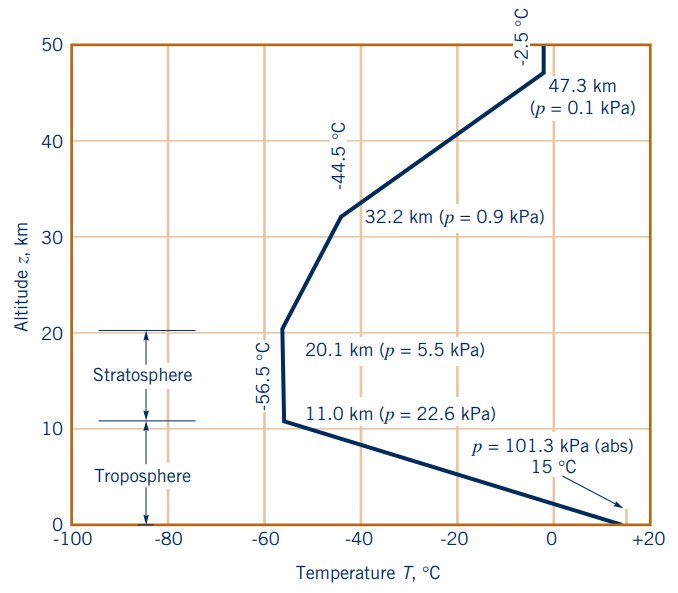 50
40
30
20
10
0
Altitude z, km
-100
-80
-60
-40
-20
0
+20
Temperature T, °C
-2.5 °C
47.3 km
(p = 0.1 kPa)
-44.5 °C
32.2 km (p = 0.9 kPa)
-56.5 °C
20.1 km (p = 5.5 kPa)
Stratosphere
11.0 km (p = 22.6 kPa)
p = 101.3 kPa (abs)
15 °C
Troposphere